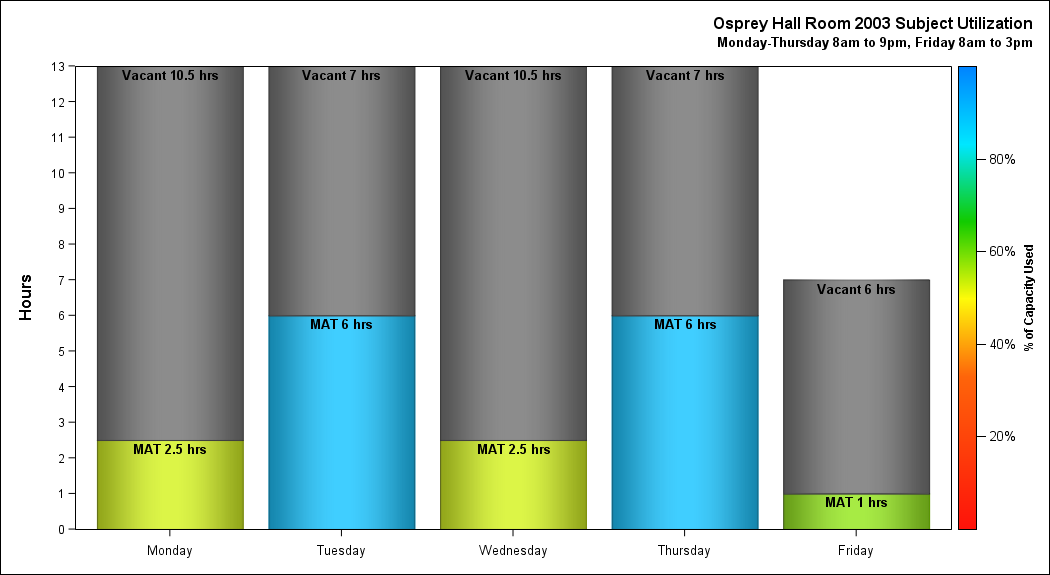 Osprey Hall Room 2003 Subject Utilization
Monday-Thursday 8am to 9pm, Friday 8am to 3pm
13
12
11
10
9
8
7
6
5
4
3
2
1
0
Hours
Vacant 10.5 hrs
Vacant 7 hrs
Vacant 10.5 hrs
Vacant 7 hrs
Vacant 6 hrs
MAT 6 hrs
MAT 6 hrs
MAT 2.5 hrs
MAT 2.5 hrs
MAT 1 hrs
Monday
Tuesday
Wednesday
Thursday
Friday
80%
60%
40%
20%
% of Capacity Used